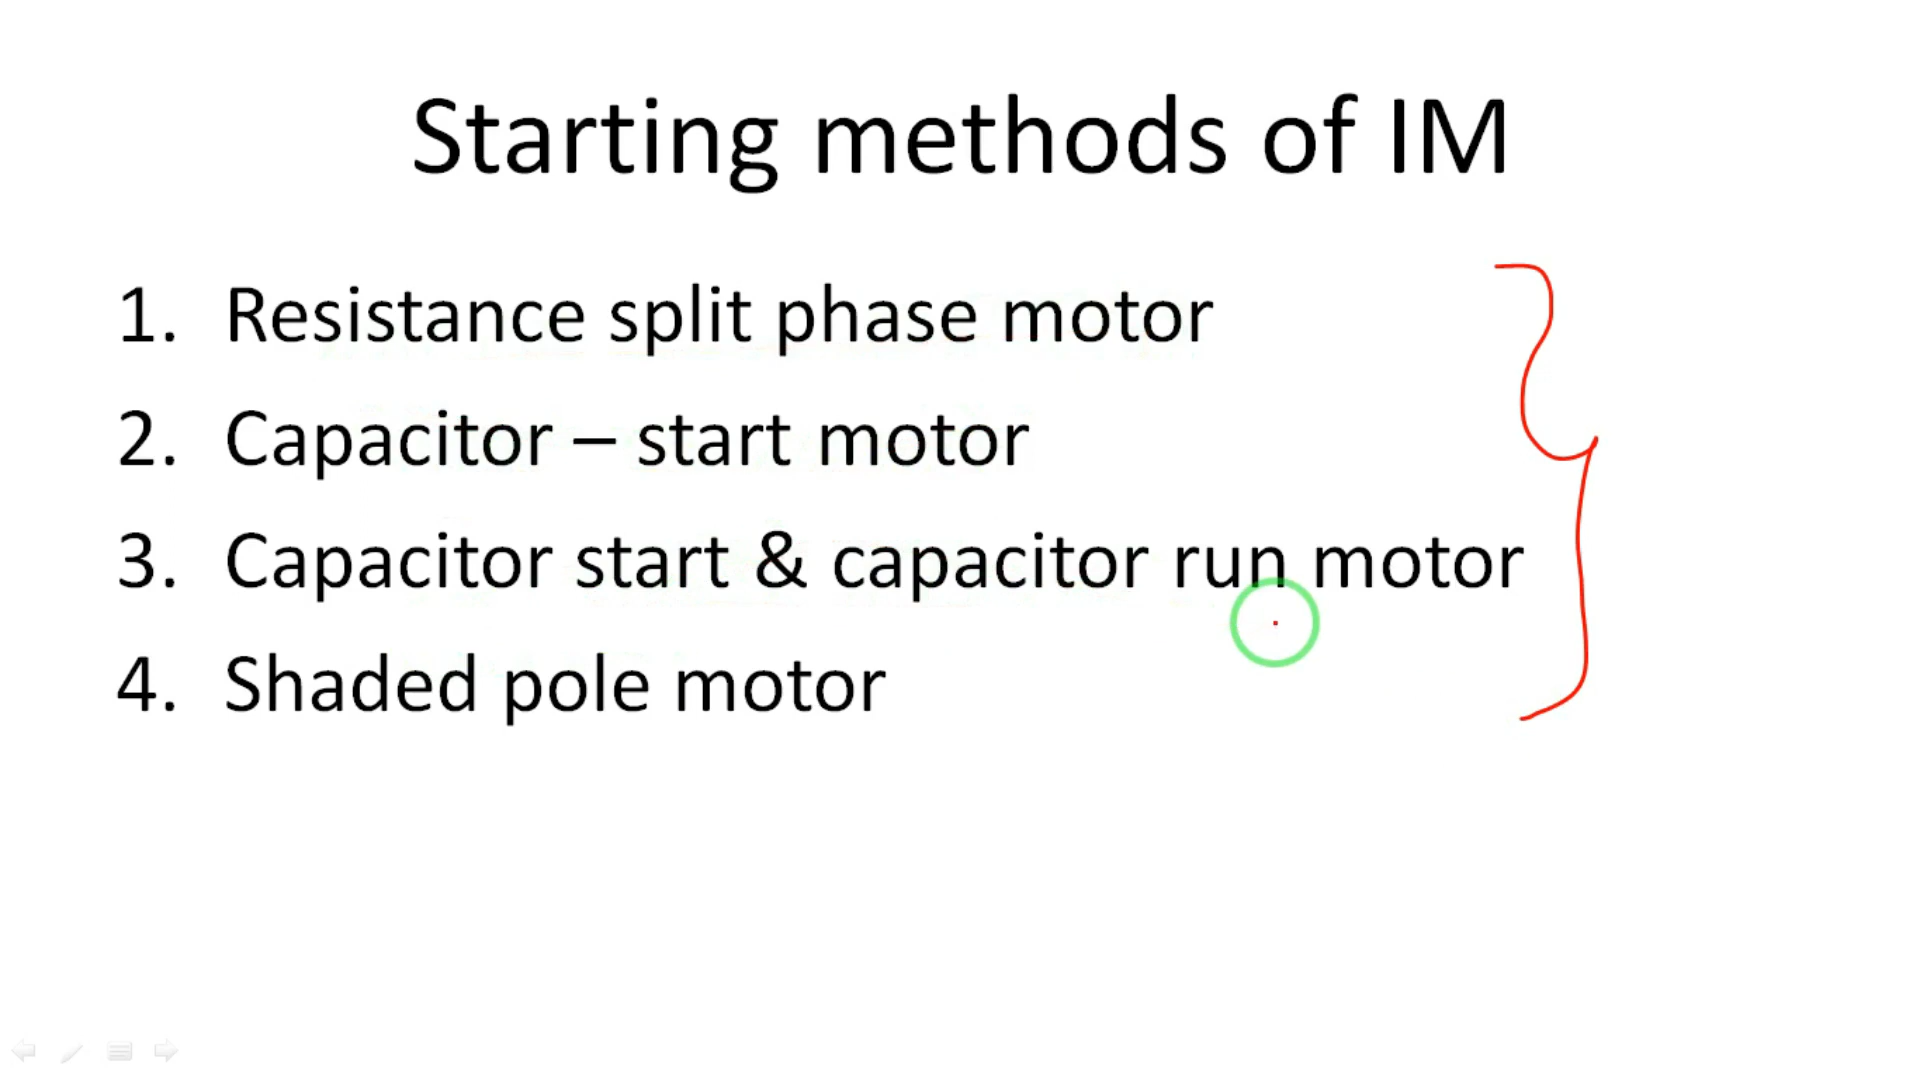 Starting methods of IM
1. Resistance split phase motor
2. Capacitor – start motor
3. Capacitor start & capacitor run motor
4. Shaded pole motor